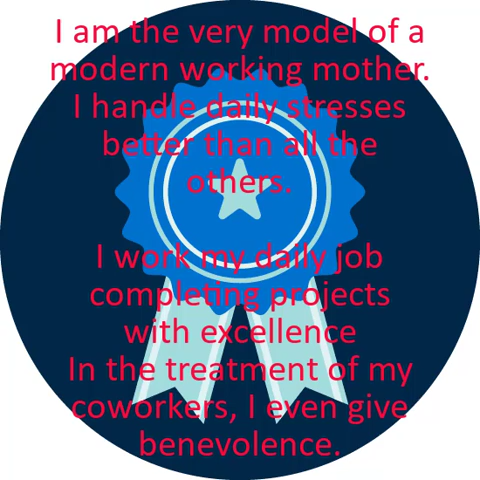 I am the very model of a
modern working mother.
I handle daily stresses
better than all the
others.
I work my daily job
completing projects
with excellence
In the treatment of my
coworkers, I even give
benevolence.